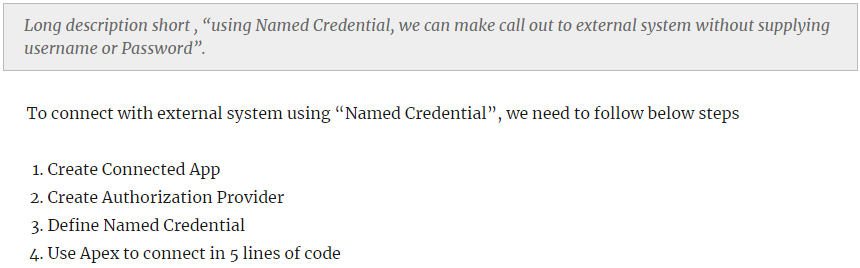 Long description short , “using Named Credential, we can make call out to external system without supplying
username or Password”.
To connect with external system using “Named Credential”, we need to follow below steps
1. Create Connected App
2. Create Authorization Provider
3. Define Named Credential
4. Use Apex to connect in 5 lines of code